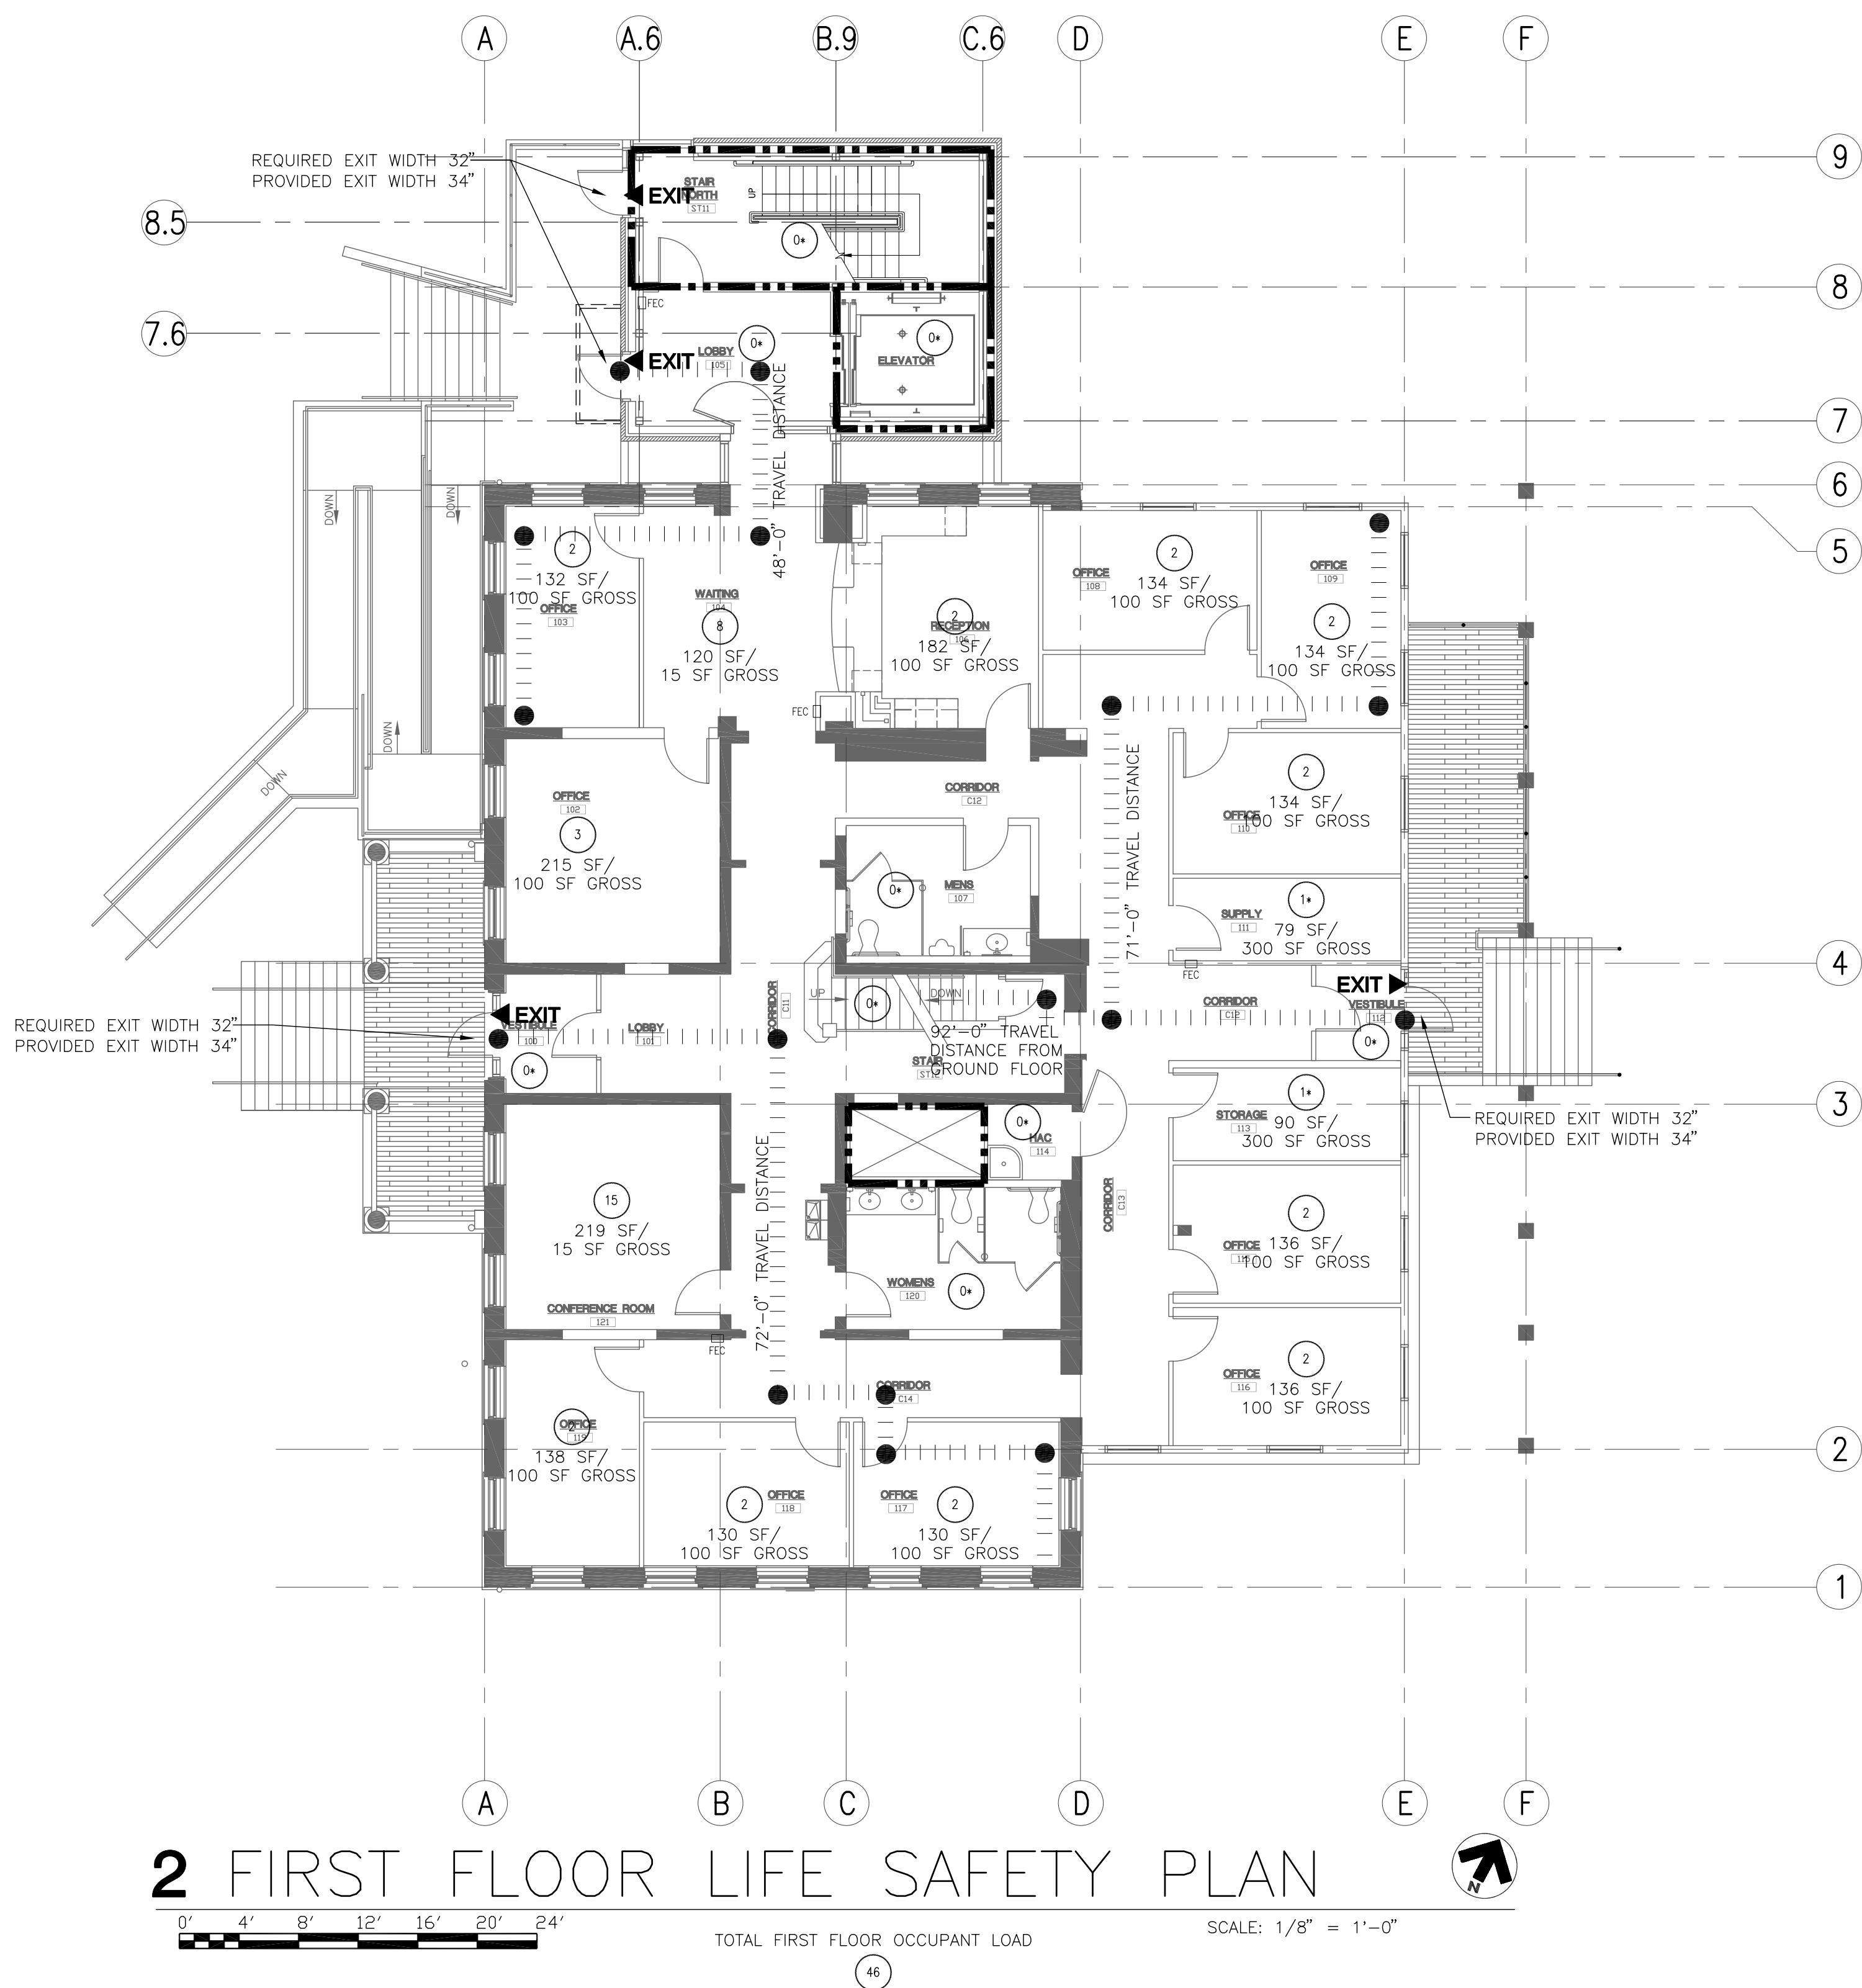 A
A.6
B.9
C.6
D
E
F
REQUIRED EXIT WIDTH 32"
PROVIDED EXIT WIDTH 34"
9
8.5
8
7.6
7
6
5
4
3
2
1
EXIT
STAIR
NORTH
ST11
UP
0*
FEC
EXIT
LOBBY
105
0*
ELEVATOR
0*
48'-0" TRAVEL DISTANCE
DOWN
DOWN
DOWN
DOWN
2
132 SF/
100 SF GROSS
OFFICE
103
WAITING
104
8
120 SF/
15 SF GROSS
2
RECEPTION
106
182 SF/
100 SF GROSS
OFFICE
108
2
134 SF/
100 SF GROSS
OFFICE
109
2
134 SF/
100 SF GROSS
FEC
OFFICE
102
3
215 SF/
100 SF GROSS
CORRIDOR
C12
71'-0" TRAVEL DISTANCE
2
134 SF/
100 SF GROSS
OFFICE
110
0*
MENS
107
SUPPLY
111
1*
79 SF/
300 SF GROSS
FEC
EXIT
VESTIBULE
112
0*
CORRIDOR
C12
REQUIRED EXIT WIDTH 32"
PROVIDED EXIT WIDTH 34"
EXIT
VESTIBULE
100
0*
LOBBY
101
CORRIDOR
C11
UP
0*
DOWN
92'-0" TRAVEL
DISTANCE FROM
GROUND FLOOR
STAIR
ST12
STORAGE
113
1*
90 SF/
300 SF GROSS
REQUIRED EXIT WIDTH 32"
PROVIDED EXIT WIDTH 34"
0*
HAC
114
15
219 SF/
15 SF GROSS
CONFERENCE ROOM
121
72'-0" TRAVEL DISTANCE
CORRIDOR
C13
2
136 SF/
100 SF GROSS
OFFICE
WOMENS
120
0*
FEC
OFFICE
116
2
136 SF/
100 SF GROSS
CORRIDOR
C14
OFFICE
119
2
138 SF/
100 SF GROSS
2
OFFICE
118
130 SF/
100 SF GROSS
OFFICE
117
2
130 SF/
100 SF GROSS
A
B
C
D
E
F
2 FIRST FLOOR LIFE SAFETY PLAN
N
0' 4' 8' 12' 16' 20' 24'
SCALE: 1/8" = 1'-0"
TOTAL FIRST FLOOR OCCUPANT LOAD
46